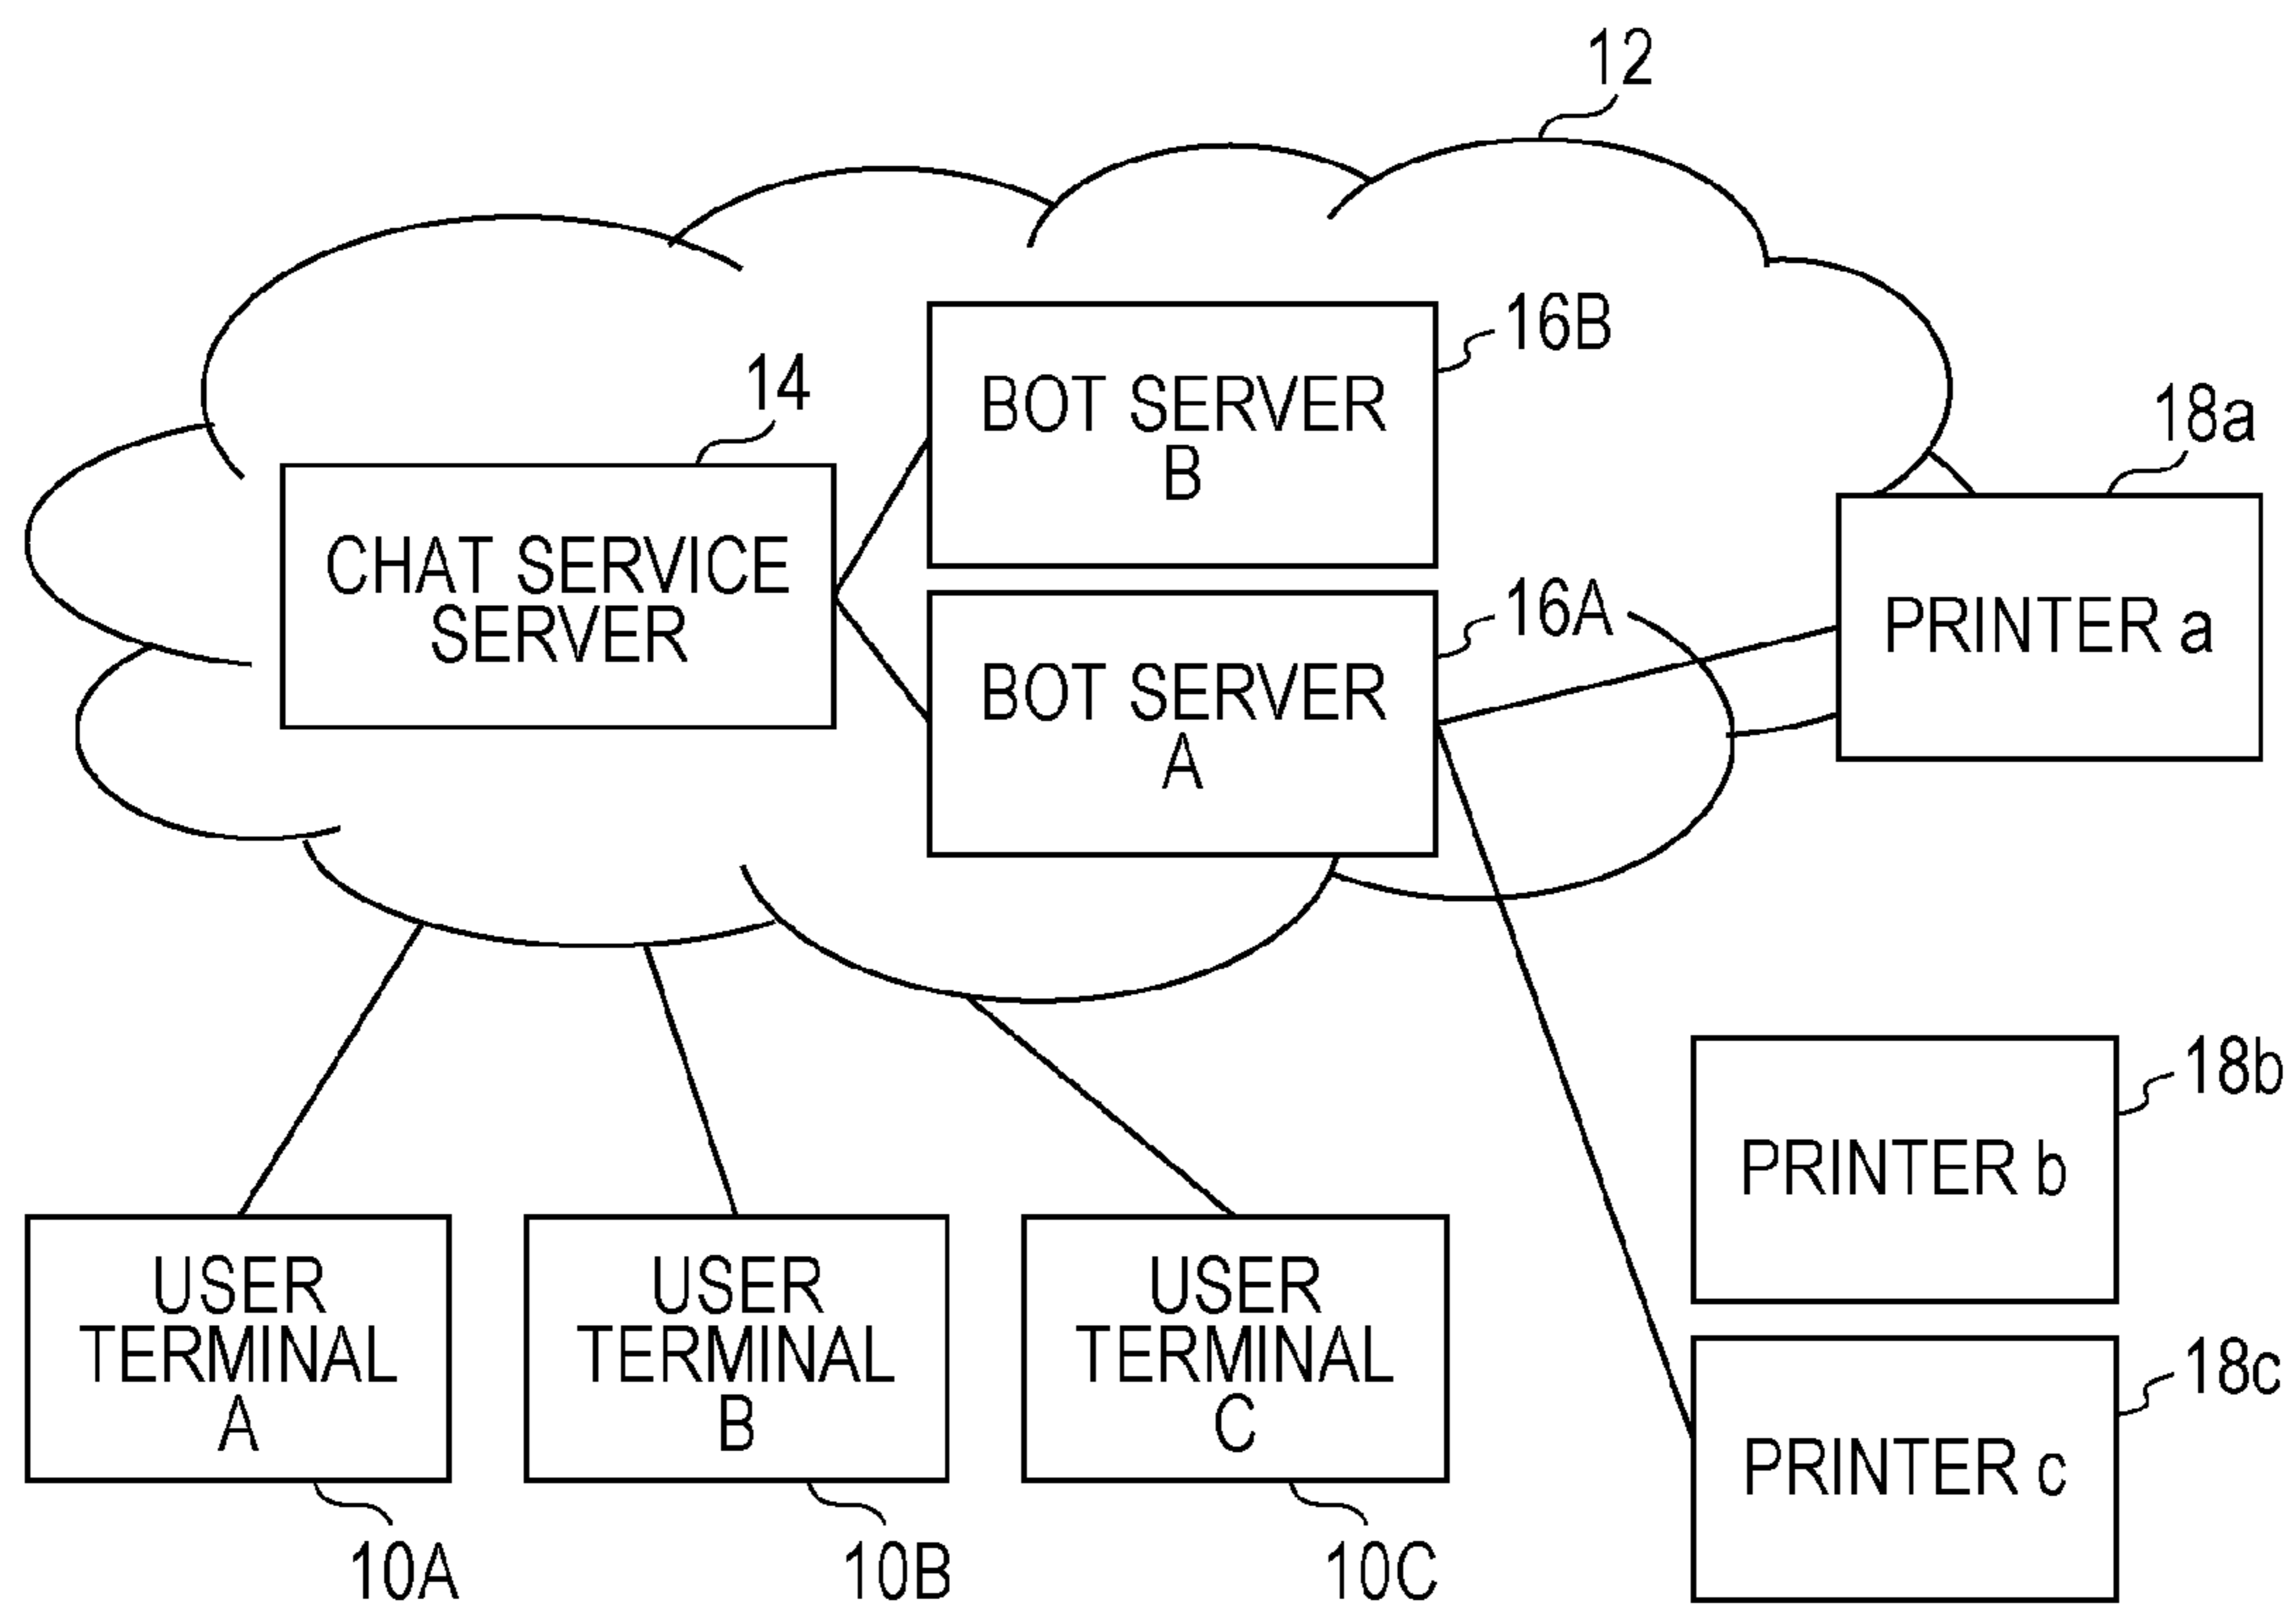 12
16B
BOT SERVER
B
14
18a
CHAT SERVICE
SERVER
16A
PRINTER a
BOT SERVER
A
18b
PRINTER b
USER
TERMINAL
A
USER
TERMINAL
B
USER
TERMINAL
C
18c
PRINTER c
10A
10B
10C